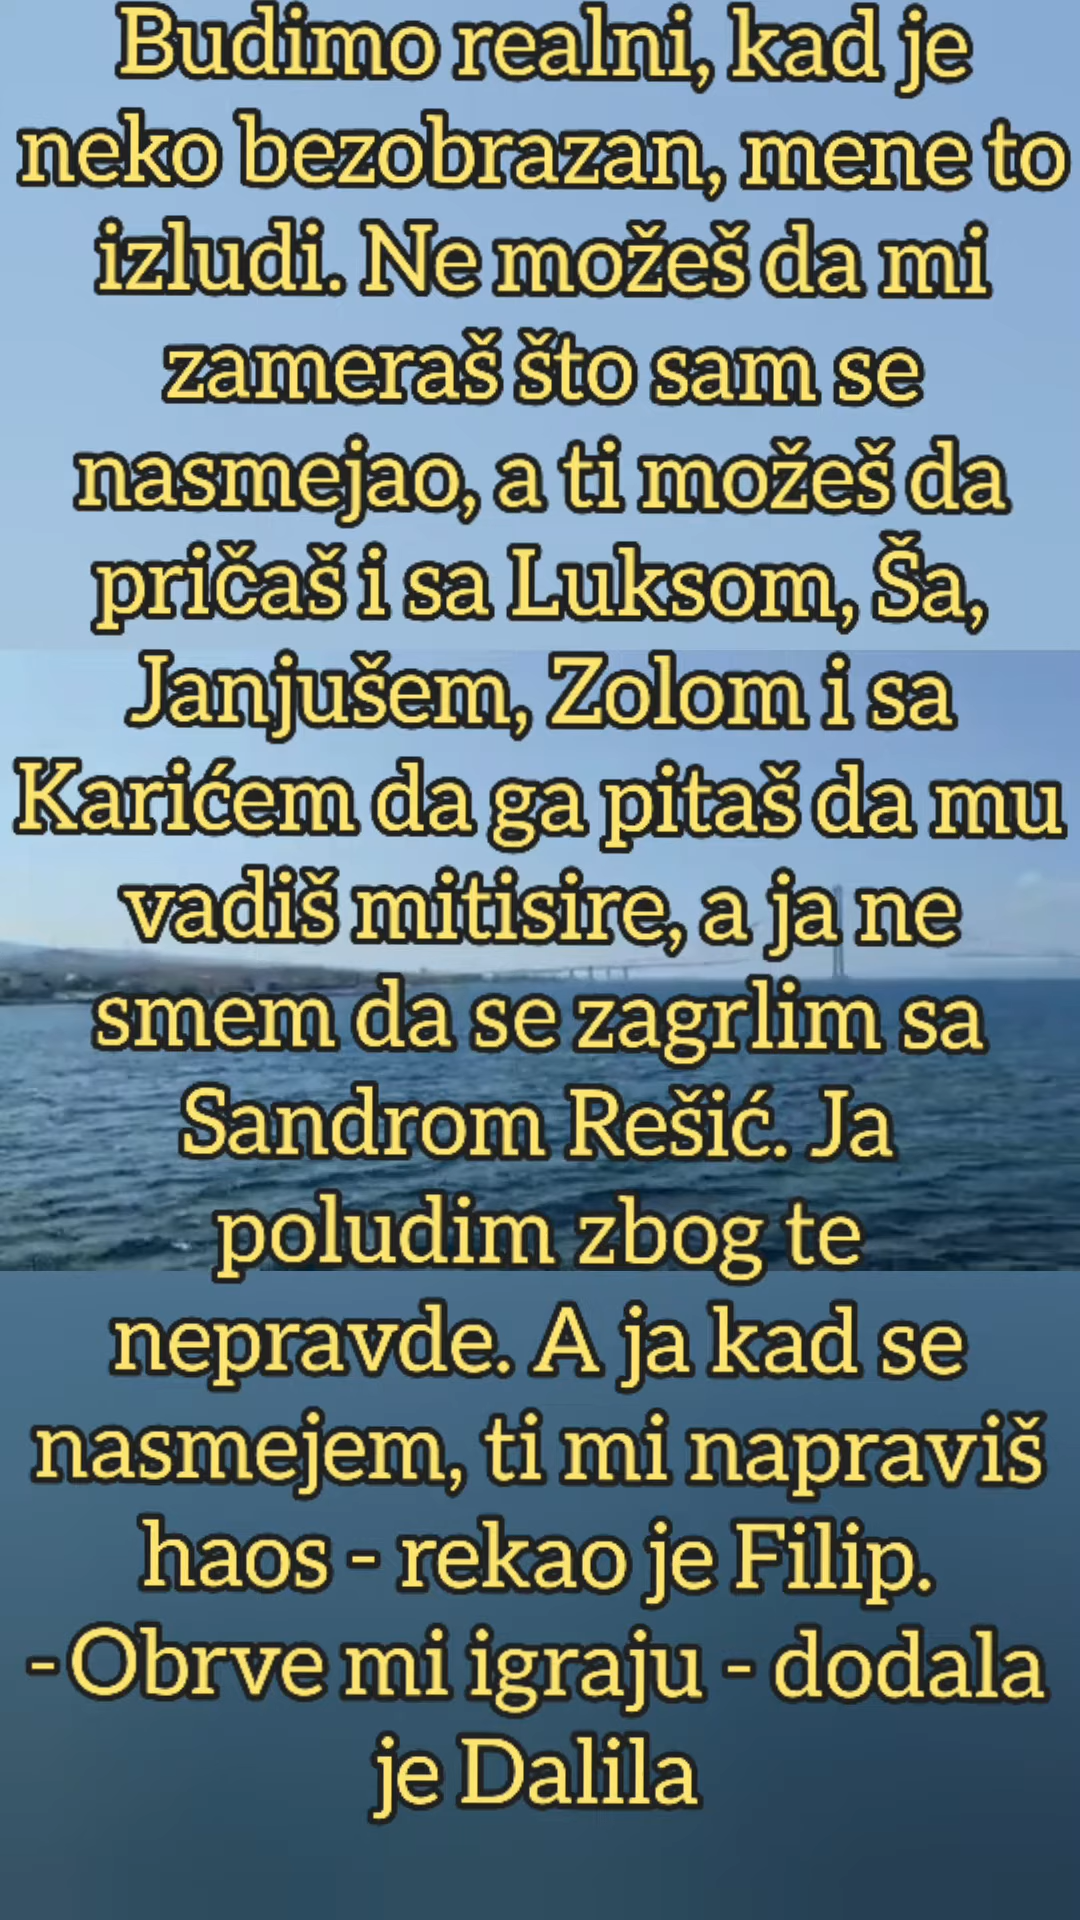 Budimo realni, kad je
neko bezobrazan, mene to
izludi. Ne možeš da mi
zameraš što sam se
nasmejao, a ti možeš da
pričaš i sa Luksom, Ša,
Janjušem, Zolom i sa
Karićem da ga pitaš da mu
vadiš mitisire, a ja ne
smem da se zagrlim sa
Sandrom Rešić. Ja
poludim zbog te
nepravde. A ja kad se
nasmejem, ti mi napraviš
haos - rekao je Filip.
-Obrve mi igraju - dodala
je Dalila